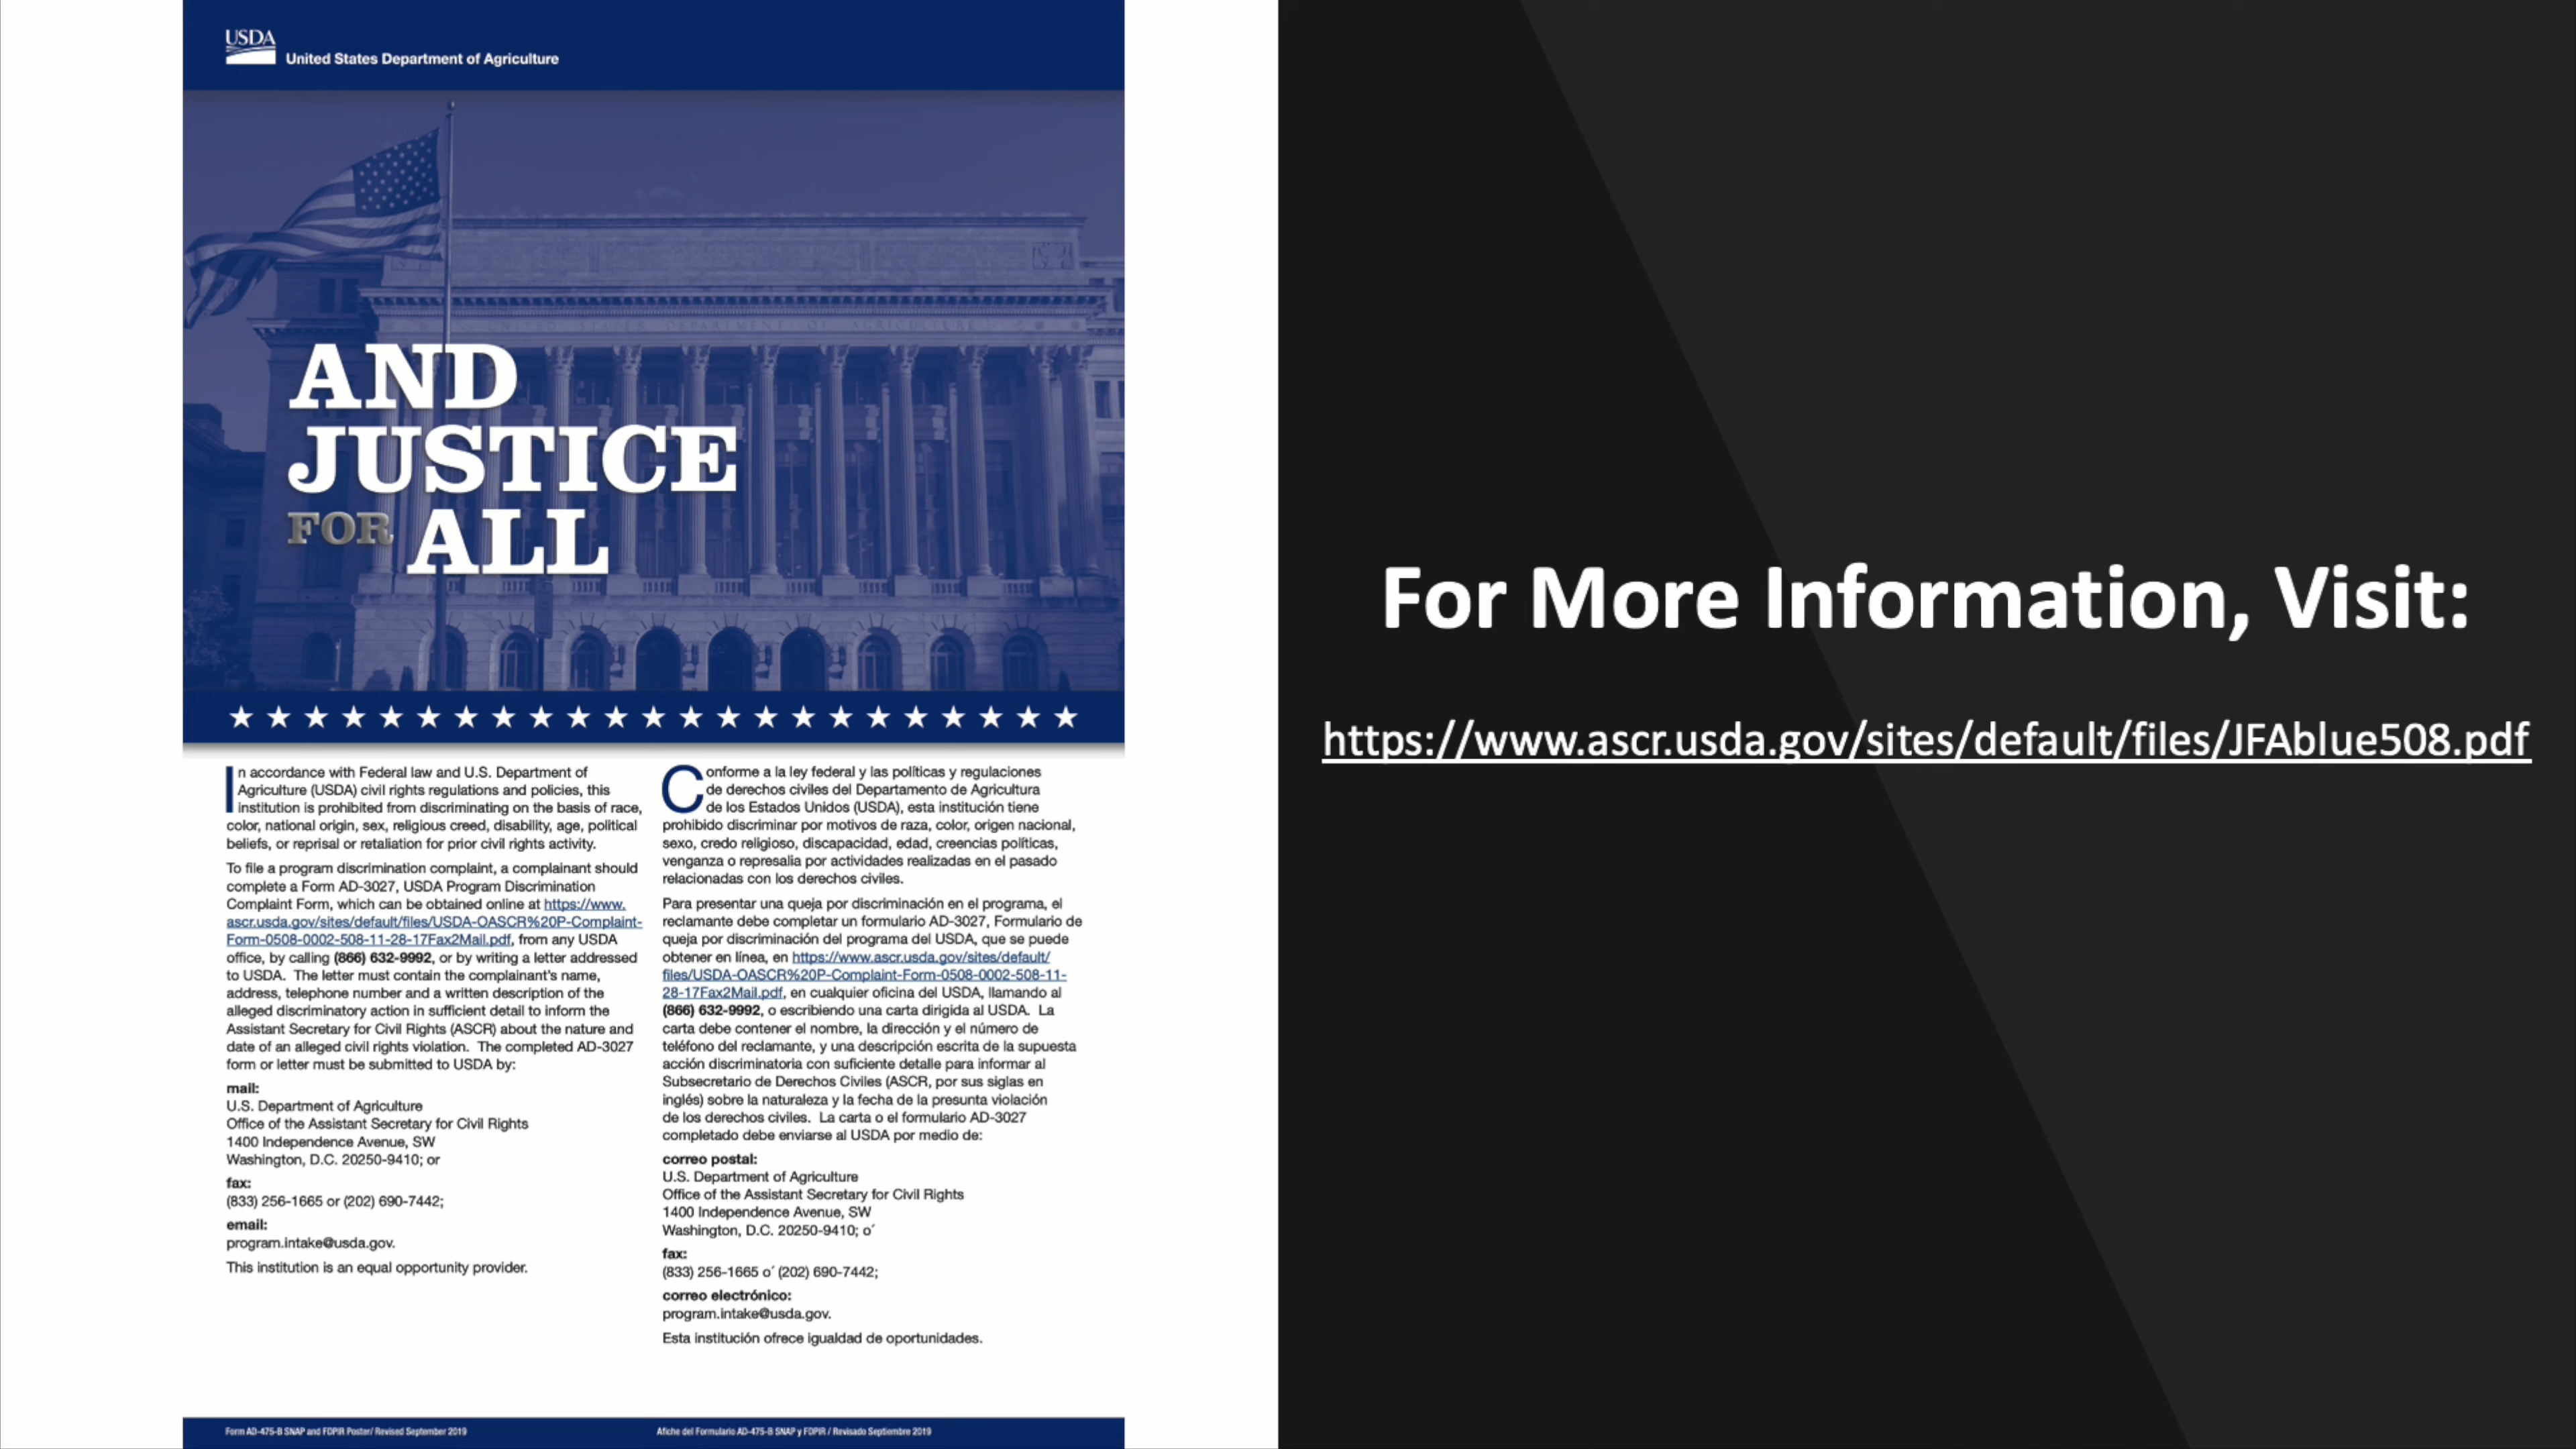 USDA
United States Department of Agriculture
UNITED STATES DEPARTMENT OF AGRICULTURE
AND
JUSTICE
FOR ALL
In accordance with Federal law and U.S. Department of
Agriculture (USDA) civil rights regulations and policies, this
institution is prohibited from discriminating on the basis of race,
color, national origin, sex, religious creed, disability, age, political
beliefs, or reprisal or retaliation for prior civil rights activity.
To file a program discrimination complaint, a complainant should
complete a Form AD-3027, USDA Program Discrimination
Complaint Form, which can be obtained online at https://www.
ascr.usda.gov/sites/default/files/USDA-OASCR%20P-Complaint-
Form-0508-0002-508-11-28-17Fax2Mail.pdf, from any USDA
office, by calling (866) 632-9992, or by writing a letter addressed
to USDA. The letter must contain the complainant's name,
address, telephone number and a written description of the
alleged discriminatory action in sufficient detail to inform the
Assistant Secretary for Civil Rights (ASCR) about the nature and
date of an alleged civil rights violation. The completed AD-3027
form or letter must be submitted to USDA by:
mail:
U.S. Department of Agriculture
Office of the Assistant Secretary for Civil Rights
1400 Independence Avenue, SW
Washington, D.C. 20250-9410; or
fax:
(833) 256-1665 or (202) 690-7442;
email:
program.intake@usda.gov.
This institution is an equal opportunity provider.
Conforme a la ley federal y las políticas y regulaciones
de derechos civiles del Departamento de Agricultura
de los Estados Unidos (USDA), esta institución tiene
prohibido discriminar por motivos de raza, color, origen nacional,
sexo, credo religioso, discapacidad, edad, creencias políticas,
venganza o represalia por actividades realizadas en el pasado
relacionadas con los derechos civiles.
Para presentar una queja por discriminación en el programa, el
reclamante debe completar un formulario AD-3027, Formulario de
queja por discriminación del programa del USDA, que se puede
obtener en línea, en https://www.ascr.usda.gov/sites/default/
files/USDA-OASCR%20P-Complaint-Form-0508-0002-508-11-
28-17Fax2Mail.pdf, en cualquier oficina del USDA, llamando al
(866) 632-9992, o escribiendo una carta dirigida al USDA. La
carta debe contener el nombre, la dirección y el número de
teléfono del reclamante, y una descripción escrita de la supuesta
acción discriminatoria con suficiente detalle para informar al
Subsecretario de Derechos Civiles (ASCR, por sus siglas en
inglés) sobre la naturaleza y la fecha de la presunta violación
de los derechos civiles. La carta o el formulario AD-3027
completado debe enviarse al USDA por medio de:
correo postal:
U.S. Department of Agriculture
Office of the Assistant Secretary for Civil Rights
1400 Independence Avenue, SW
Washington, D.C. 20250-9410; o´
fax:
(833) 256-1665 o´ (202) 690-7442;
correo electrónico:
program.intake@usda.gov.
Esta institución ofrece igualdad de oportunidades.
Form AD-475-B SNAP and FDPIR Poster/ Revised September 2019
Afiche del Formulario AD-475-B SNAP y FDPIR / Revisado Septiembre 2019
For More Information, Visit:
https://www.ascr.usda.gov/sites/default/files/JFAblue508.pdf